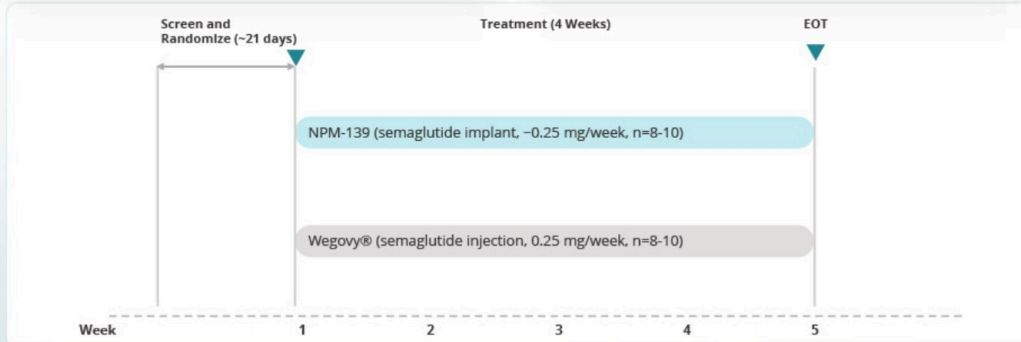 Screen and
Randomize (~21 days)
Treatment (4 Weeks)
EOT
NPM-139 (semaglutide implant, ~0.25 mg/week, n=8-10)
Wegovy® (semaglutide injection, 0.25 mg/week, n=8-10)
Week 1 2 3 4 5